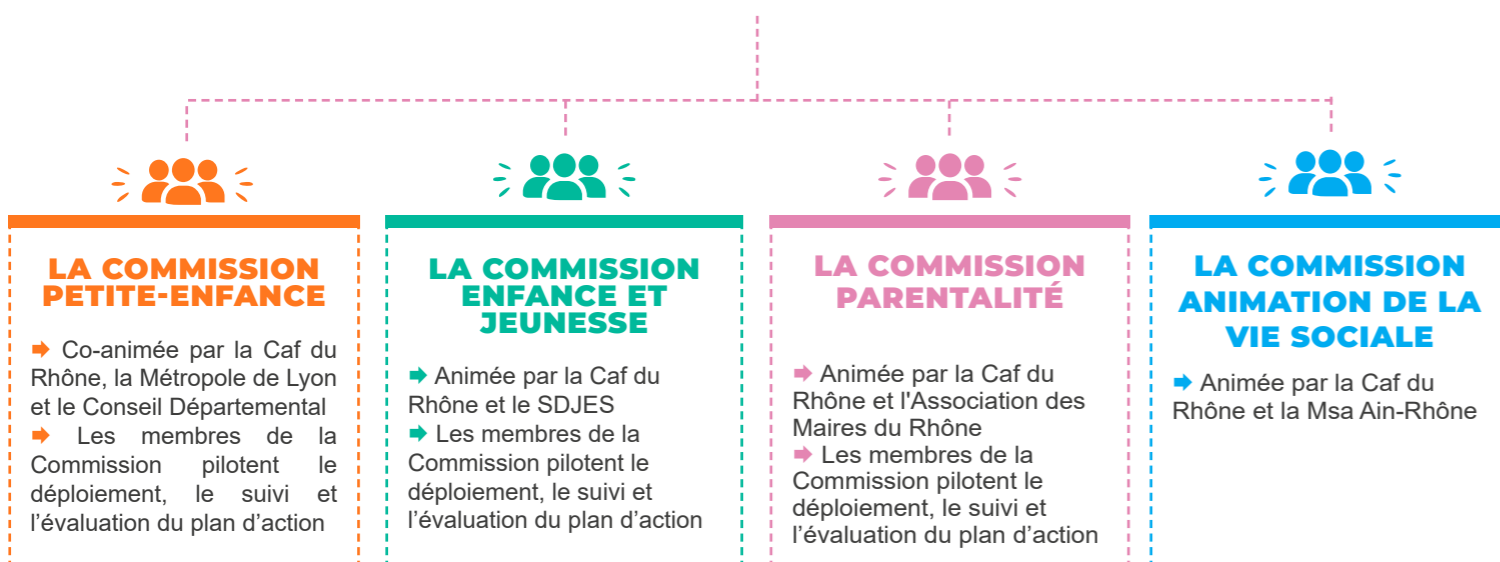 LA COMMISSION
PETITE-ENFANCE
➡ Co-animée par la Caf du
Rhône, la Métropole de Lyon
et le Conseil Départemental
➡ Les membres de la
Commission pilotent le
déploiement, le suivi et
l’évaluation du plan d’action
LA COMMISSION
ENFANCE ET
JEUNESSE
➡ Animée par la Caf du
Rhône et le SDJES
➡ Les membres de la
Commission pilotent le
déploiement, le suivi et
l’évaluation du plan d’action
LA COMMISSION
PARENTALITÉ
➡ Animée par la Caf du
Rhône et l'Association des
Maires du Rhône
➡ Les membres de la
Commission pilotent le
déploiement, le suivi et
l’évaluation du plan d’action
LA COMMISSION
ANIMATION DE LA
VIE SOCIALE
➡ Animée par la Caf du
Rhône et la Msa Ain-Rhône